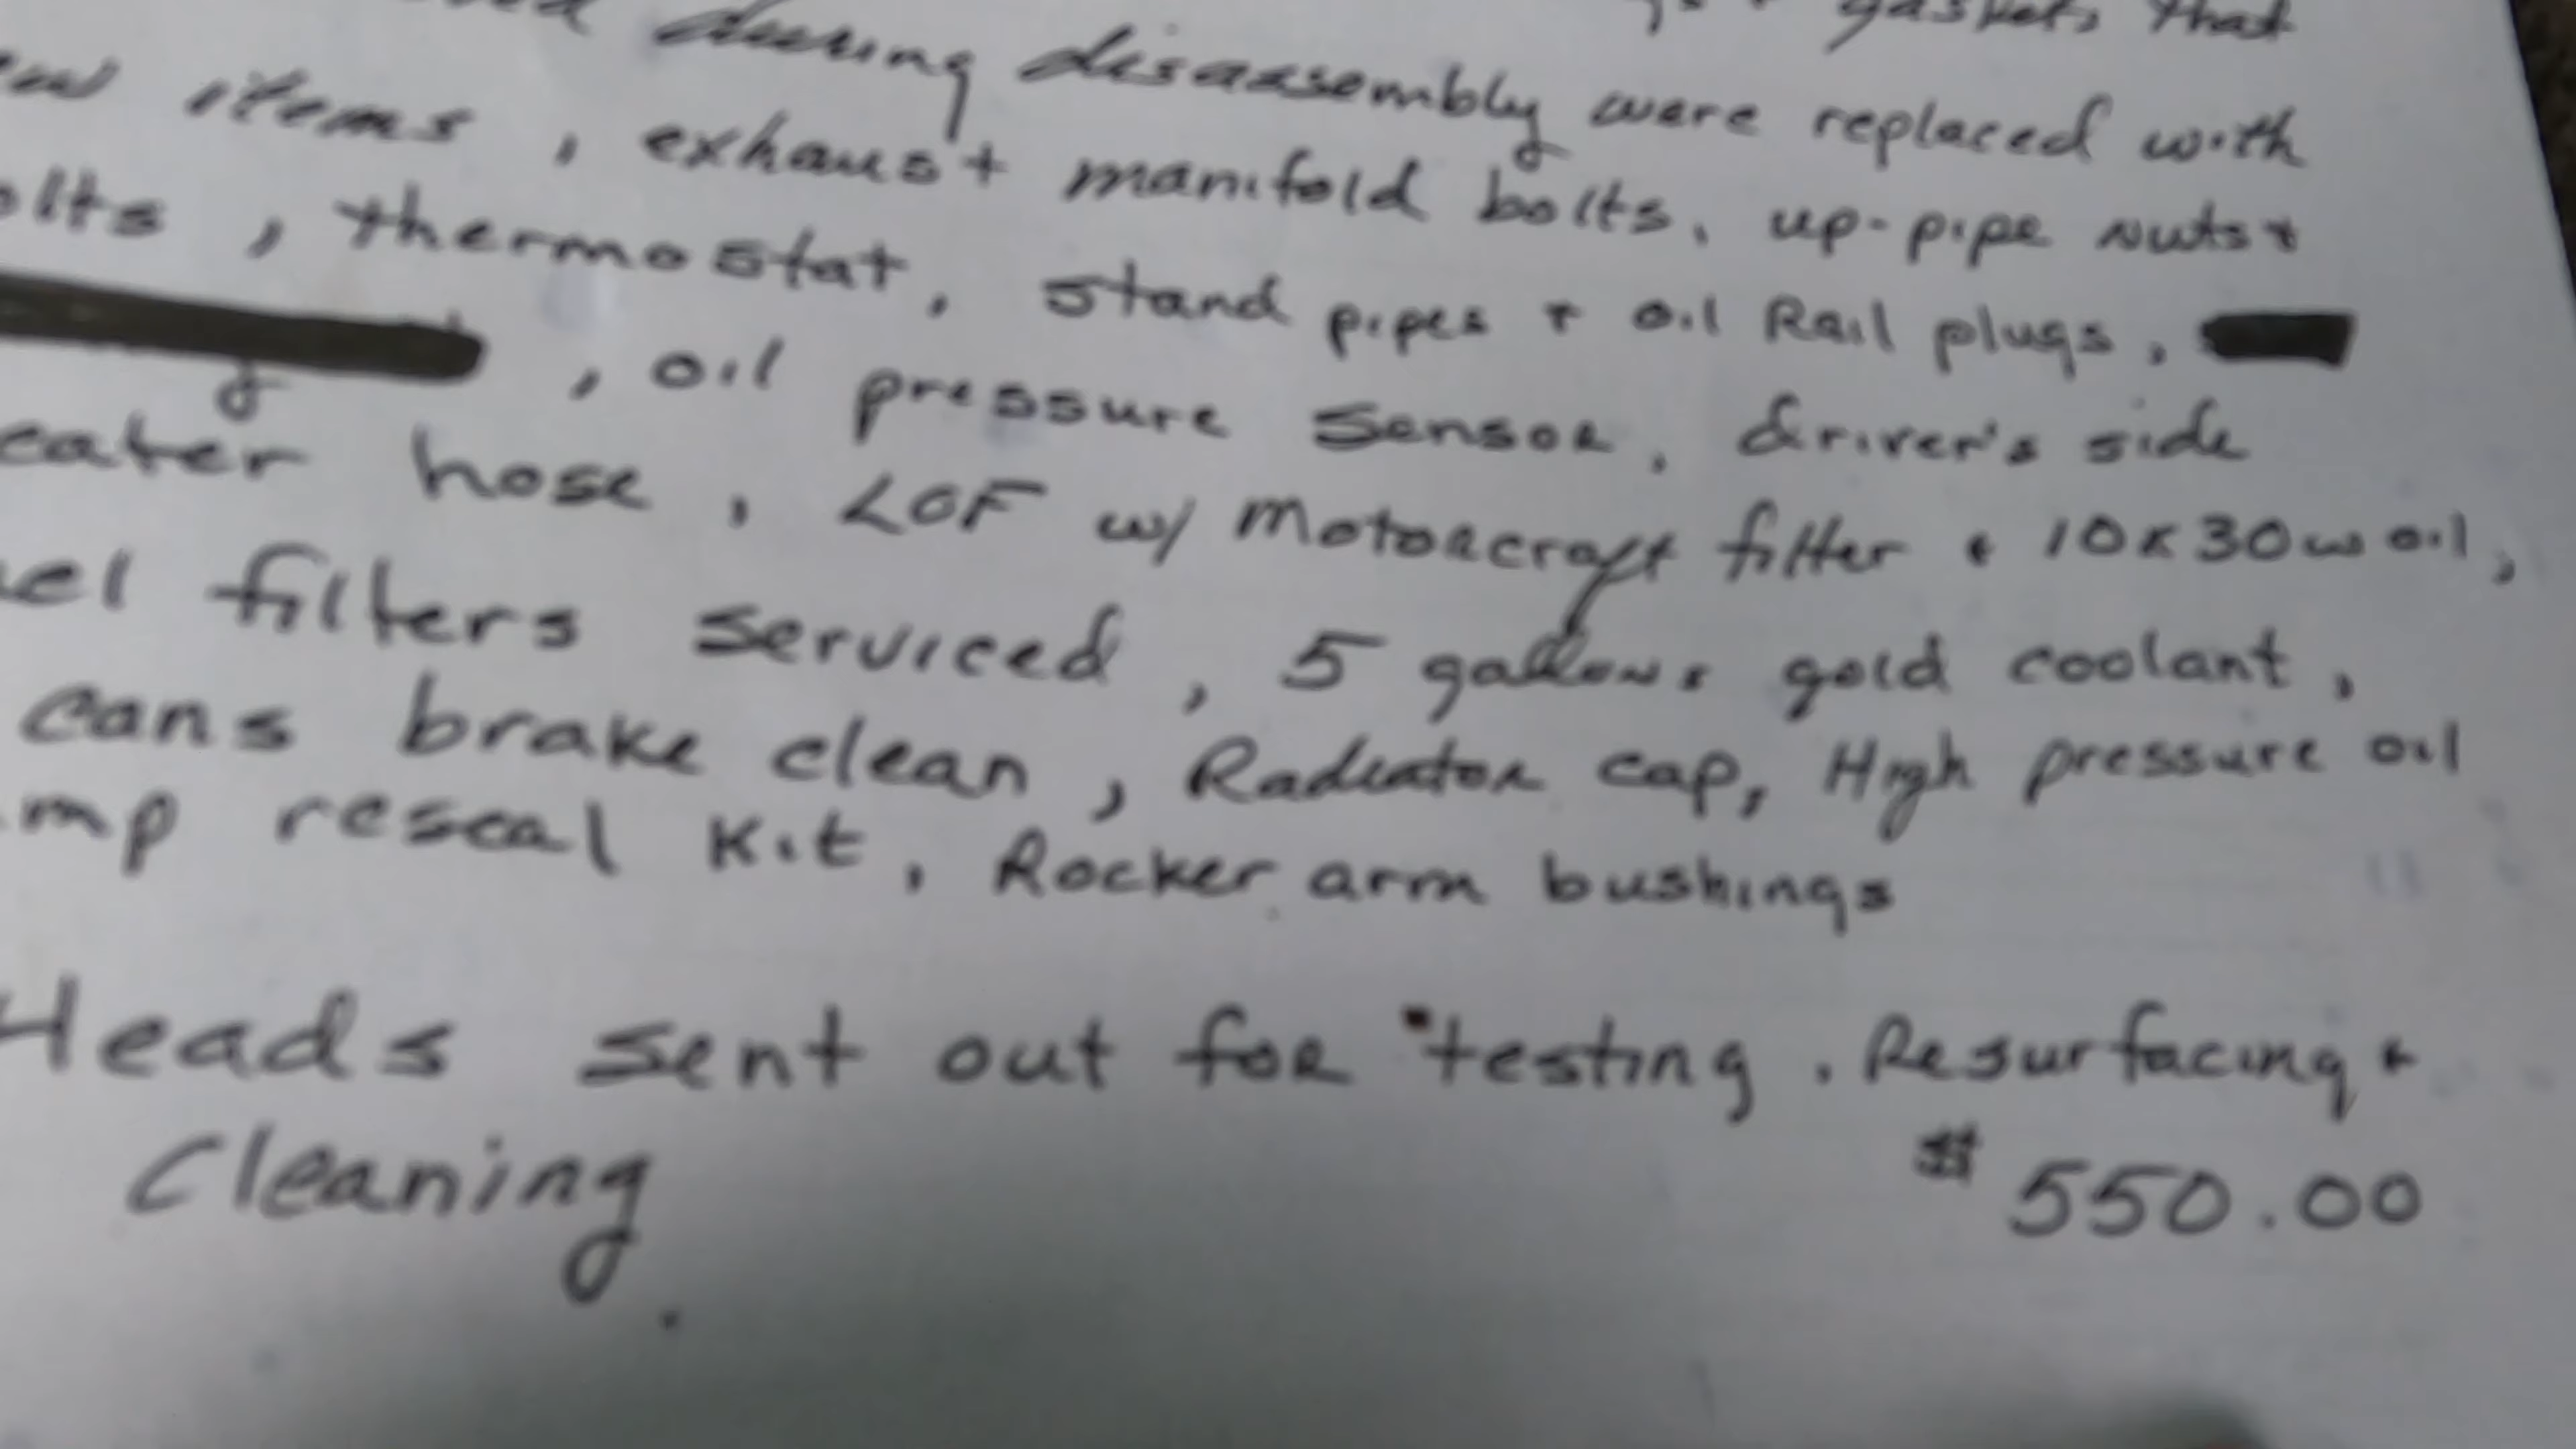 gaskets that
during disassembly were replaced with
items, exhaust manifold bolts, up-pipe nuts +
olts, thermostat, stand pipes + oil Rail plugs,
, oil pressure sensor, driver's side
eater hose, LOF w/ Motorcraft filter + 10x30w oil,
el filters serviced, 5 gallons gold coolant,
cans brake clean, Radiator cap, High pressure oil
mp reseal Kit, Rocker arm bushings
Heads sent out for testing, Resurfacing +
Cleaning. $550.00